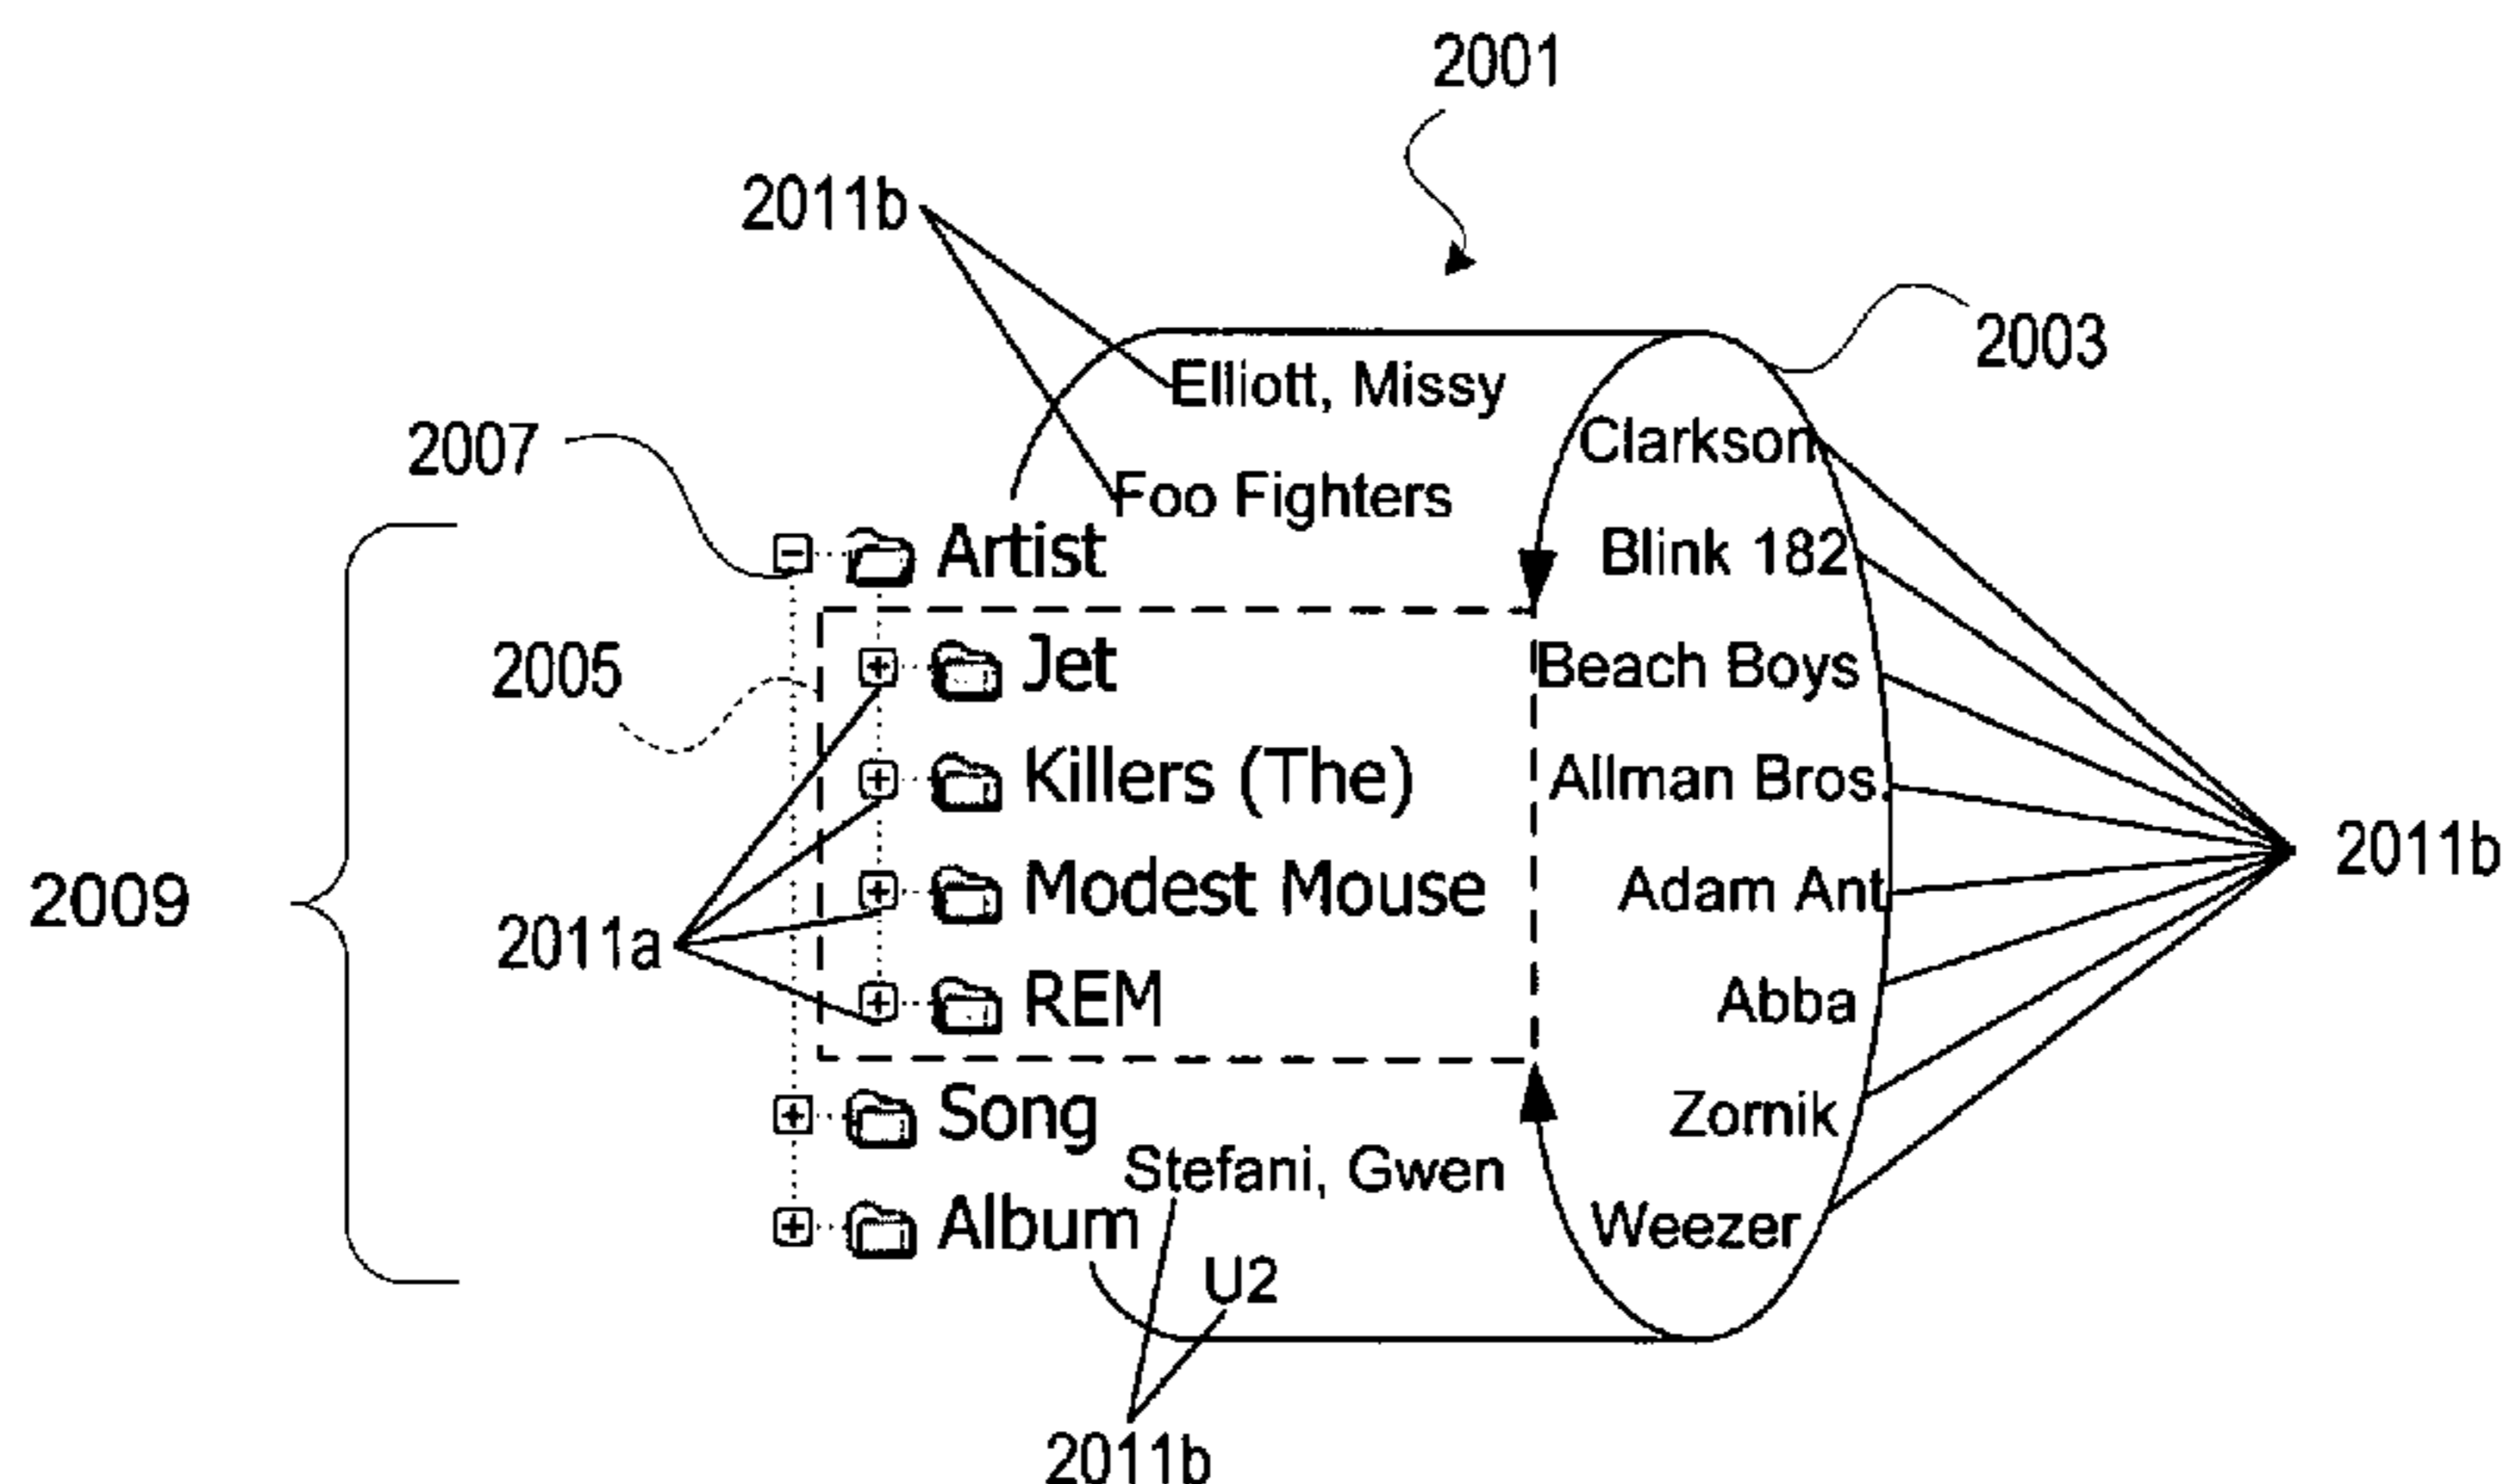 2001
2011b
2003
Elliott, Missy
Clarkson
2007
Foo Fighters
Artist
Blink 182
2005
Jet
Beach Boys
Killers (The)
Allman Bros.
2009
2011b
Modest Mouse
Adam Ant
2011a
REM
Abba
Song
Zornik
Stefani, Gwen
Album
Weezer
U2
2011b